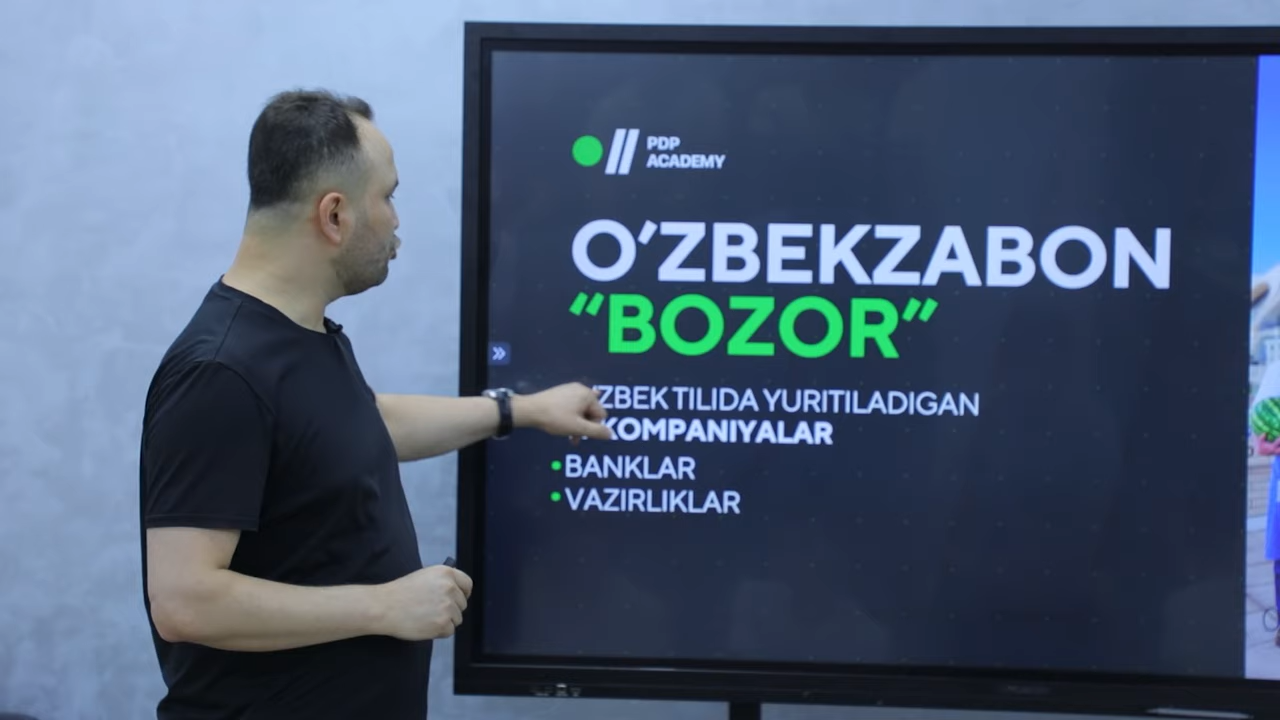 PDP
ACADEMY
O‘ZBEKZABON
“BOZOR”
TILIDA YURITILADIGAN
KOMPANIYALAR
BANKLAR
VAZIRLIKLAR